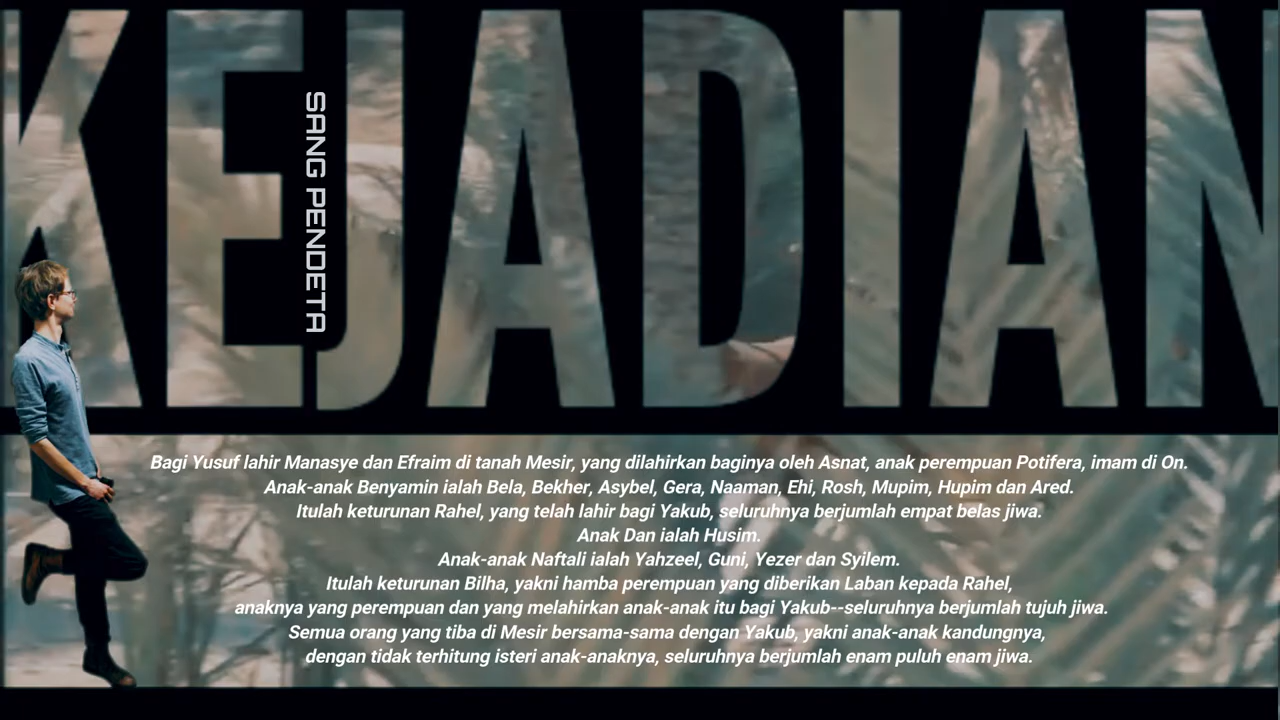 KEJADIAN
SANG PENDETA
Bagi Yusuf lahir Manasye dan Efraim di tanah Mesir, yang dilahirkan baginya oleh Asnat, anak perempuan Potifera, imam di On.
Anak-anak Benyamin ialah Bela, Bekher, Asybel, Gera, Naaman, Ehi, Rosh, Mupim, Hupim dan Ared.
Itulah keturunan Rahel, yang telah lahir bagi Yakub, seluruhnya berjumlah empat belas jiwa.
Anak Dan ialah Husim.
Anak-anak Naftali ialah Yahzeel, Guni, Yezer dan Syilem.
Itulah keturunan Bilha, yakni hamba perempuan yang diberikan Laban kepada Rahel,
anaknya yang perempuan dan yang melahirkan anak-anak itu bagi Yakub--seluruhnya berjumlah tujuh jiwa.
Semua orang yang tiba di Mesir bersama-sama dengan Yakub, yakni anak-anak kandungnya,
dengan tidak terhitung isteri anak-anaknya, seluruhnya berjumlah enam puluh enam jiwa.